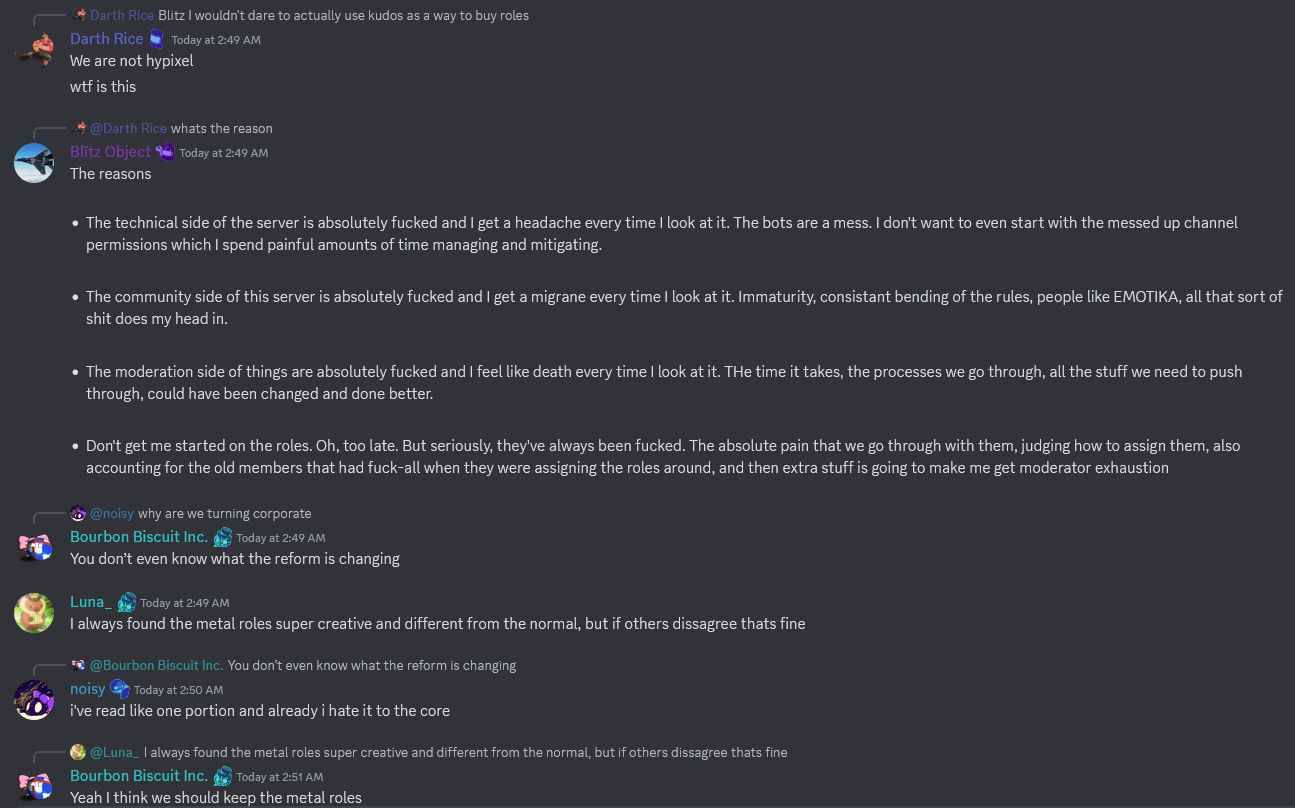 Darth Rice Blitz I wouldn't dare to actually use kudos as a way to buy roles
Darth Rice Today at 2:49 AM
We are not hypixel
wtf is this
@Darth Rice whats the reason
Blïtz Object Today at 2:49 AM
The reasons
• The technical side of the server is absolutely fucked and I get a headache every time I look at it. The bots are a mess. I don't want to even start with the messed up channel
permissions which I spend painful amounts of time managing and mitigating.
• The community side of this server is absolutely fucked and I get a migrane every time I look at it. Immaturity, consistant bending of the rules, people like EMOTIKA, all that sort of
shit does my head in.
• The moderation side of things are absolutely fucked and I feel like death every time I look at it. THe time it takes, the processes we go through, all the stuff we need to push
through, could have been changed and done better.
• Don't get me started on the roles. Oh, too late. But seriously, they've always been fucked. The absolute pain that we go through with them, judging how to assign them, also
accounting for the old members that had fuck-all when they were assigning the roles around, and then extra stuff is going to make me get moderator exhaustion
@noisy why are we turning corporate
Bourbon Biscuit Inc. Today at 2:49 AM
You don't even know what the reform is changing
Luna_ Today at 2:49 AM
I always found the metal roles super creative and different from the normal, but if others dissagree thats fine
@Bourbon Biscuit Inc. You don't even know what the reform is changing
noisy Today at 2:50 AM
i've read like one portion and already i hate it to the core
@Luna_ I always found the metal roles super creative and different from the normal, but if others dissagree thats fine
Bourbon Biscuit Inc. Today at 2:51 AM
Yeah I think we should keep the metal roles